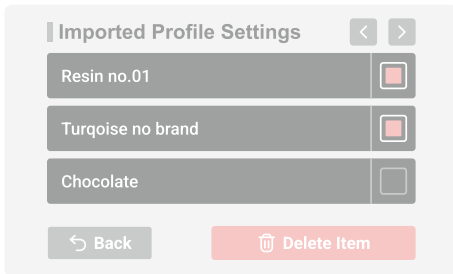 Imported Profile Settings
Resin no.01
Turqoise no brand
Chocolate
Back
Delete Item